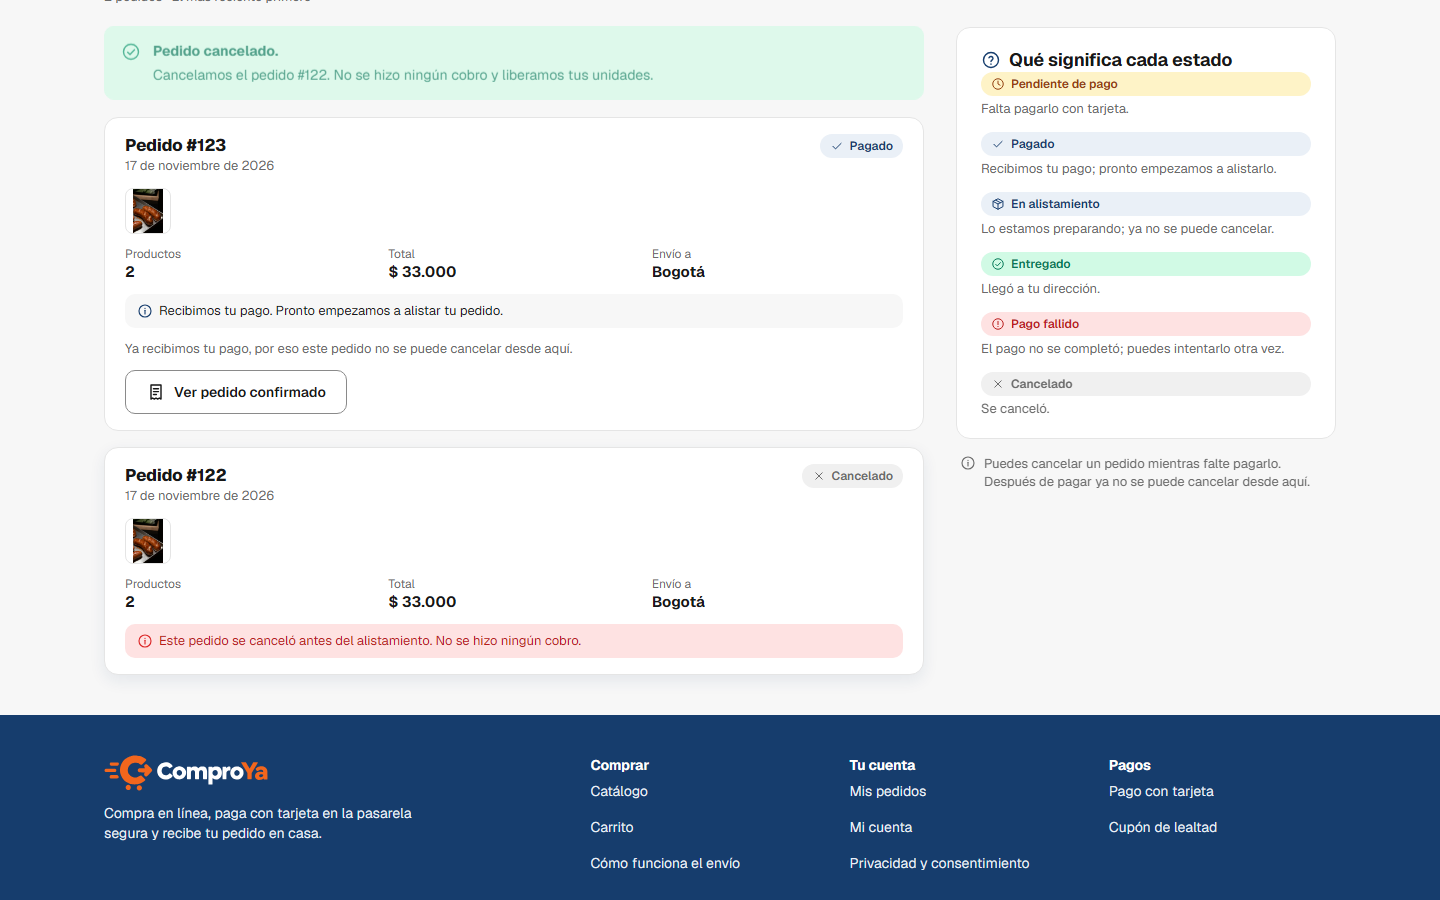 Pedido cancelado.
Cancelamos el pedido #122. No se hizo ningún cobro y liberamos tus unidades.
Pedido #123
Pagado
17 de noviembre de 2026
Productos
Total
Envío a
2
$ 33.000
Bogotá
Recibimos tu pago. Pronto empezamos a alistar tu pedido.
Ya recibimos tu pago, por eso este pedido no se puede cancelar desde aquí.
Ver pedido confirmado
Pedido #122
Cancelado
17 de noviembre de 2026
Productos
Total
Envío a
2
$ 33.000
Bogotá
Este pedido se canceló antes del alistamiento. No se hizo ningún cobro.
Qué significa cada estado
Pendiente de pago
Falta pagarlo con tarjeta.
Pagado
Recibimos tu pago; pronto empezamos a alistarlo.
En alistamiento
Lo estamos preparando; ya no se puede cancelar.
Entregado
Llegó a tu dirección.
Pago fallido
El pago no se completó; puedes intentarlo otra vez.
Cancelado
Se canceló.
Puedes cancelar un pedido mientras falte pagarlo.
Después de pagar ya no se puede cancelar desde aquí.
ComproYa
Compra en línea, paga con tarjeta en la pasarela
segura y recibe tu pedido en casa.
Comprar
Catálogo
Carrito
Cómo funciona el envío
Tu cuenta
Mis pedidos
Mi cuenta
Privacidad y consentimiento
Pagos
Pago con tarjeta
Cupón de lealtad